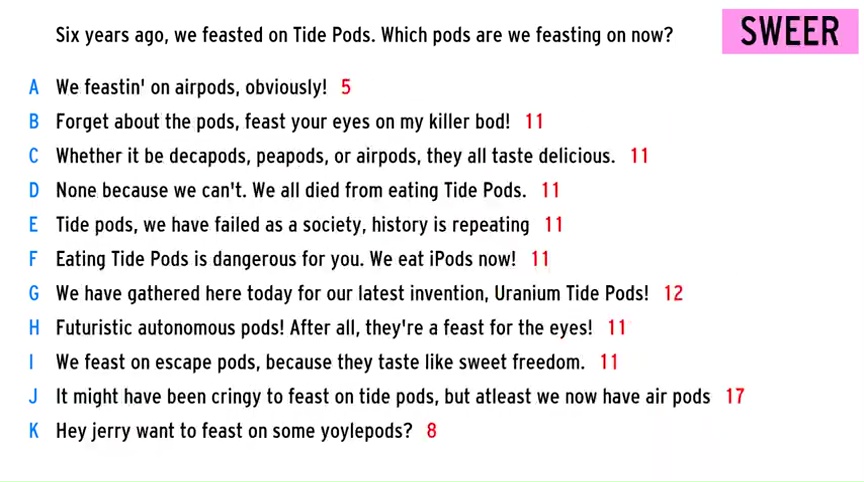 Six years ago, we feasted on Tide Pods. Which pods are we feasting on now?
SWEER
A We feastin' on airpods, obviously! 5
B Forget about the pods, feast your eyes on my killer bod! 11
C Whether it be decapods, peapods, or airpods, they all taste delicious. 11
D None because we can't. We all died from eating Tide Pods. 11
E Tide pods, we have failed as a society, history is repeating 11
F Eating Tide Pods is dangerous for you. We eat iPods now! 11
G We have gathered here today for our latest invention, Uranium Tide Pods! 12
H Futuristic autonomous pods! After all, they're a feast for the eyes! 11
I We feast on escape pods, because they taste like sweet freedom. 11
J It might have been cringy to feast on tide pods, but atleast we now have air pods 17
K Hey jerry want to feast on some yoylepods? 8